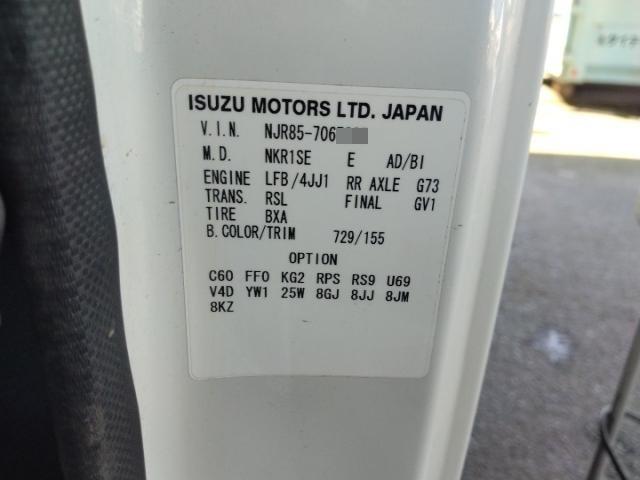 ISUZU MOTORS LTD. JAPAN
V.I.N. NJR85-706
M.D. NKR1SE E AD/BI
ENGINE LFB/4JJ1 RR AXLE G73
TRANS. RSL FINAL GV1
TIRE BXA
B.COLOR/TRIM 729/155
OPTION
C60 FF0 KG2 RPS RS9 U69
V4D YW1 25W 8GJ 8JJ 8JM
8KZ